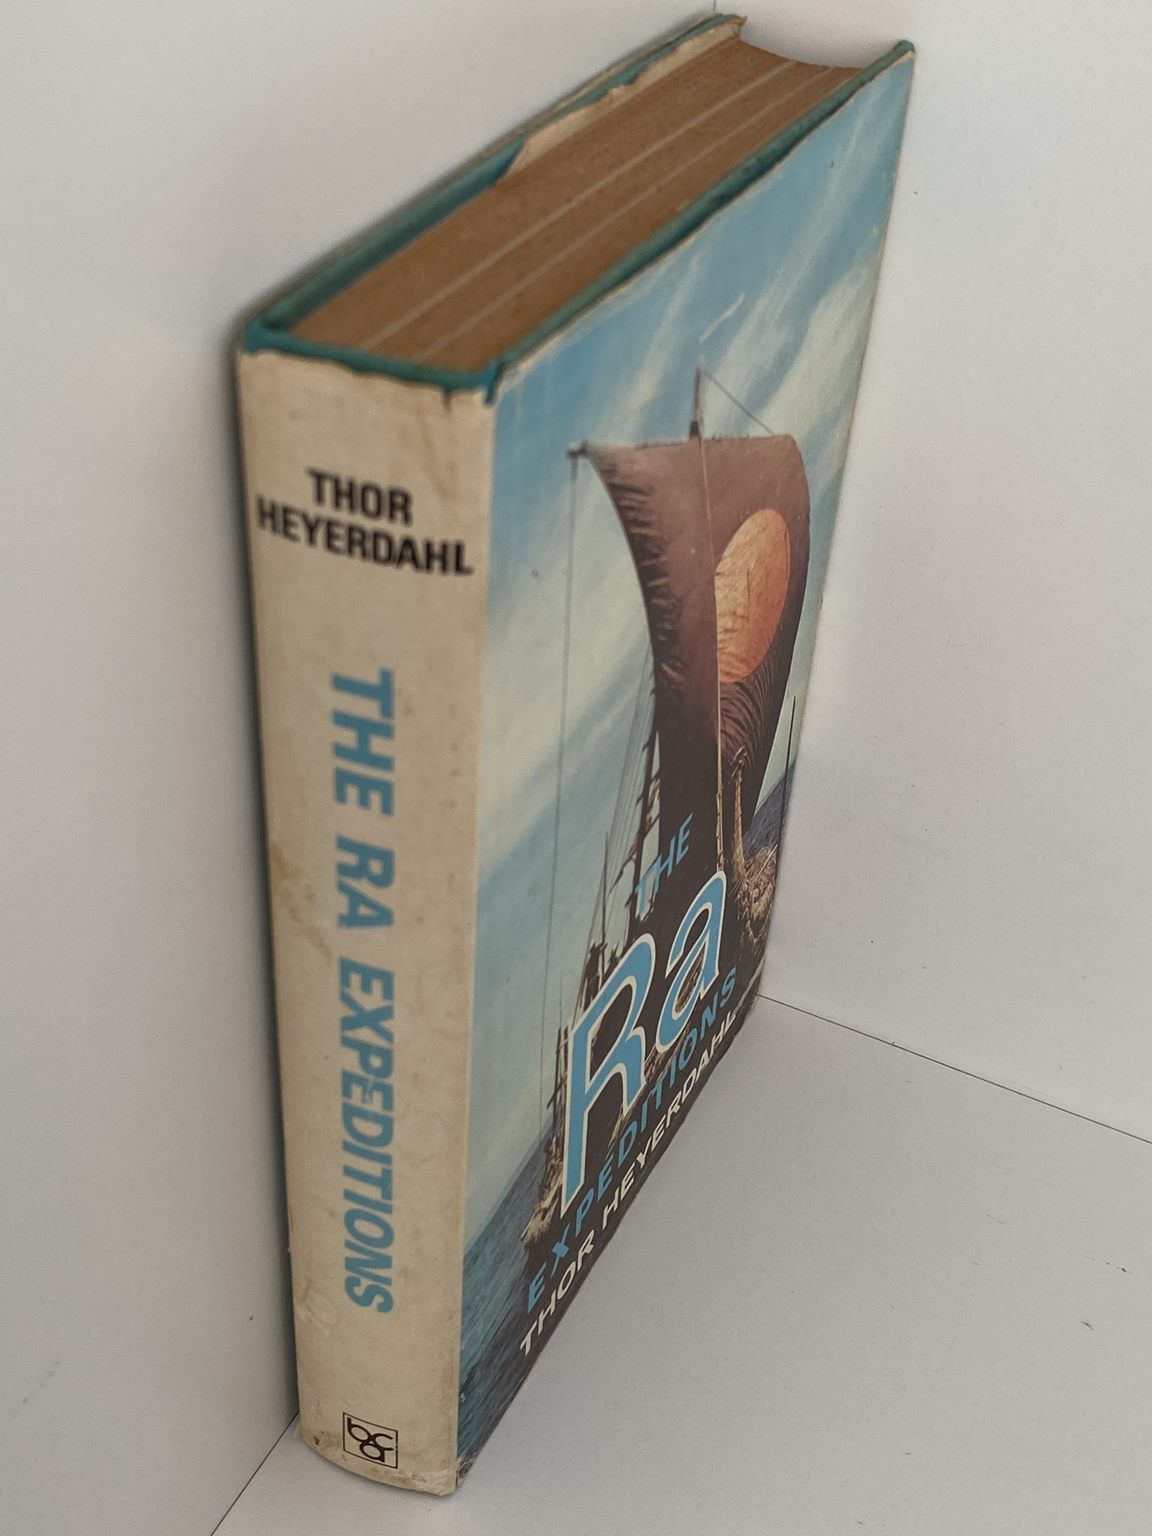 THOR
HEYERDAHL
THE RA EXPEDITIONS
bca
THE
Ra
EXPEDITIONS
THOR HEYERDAHL